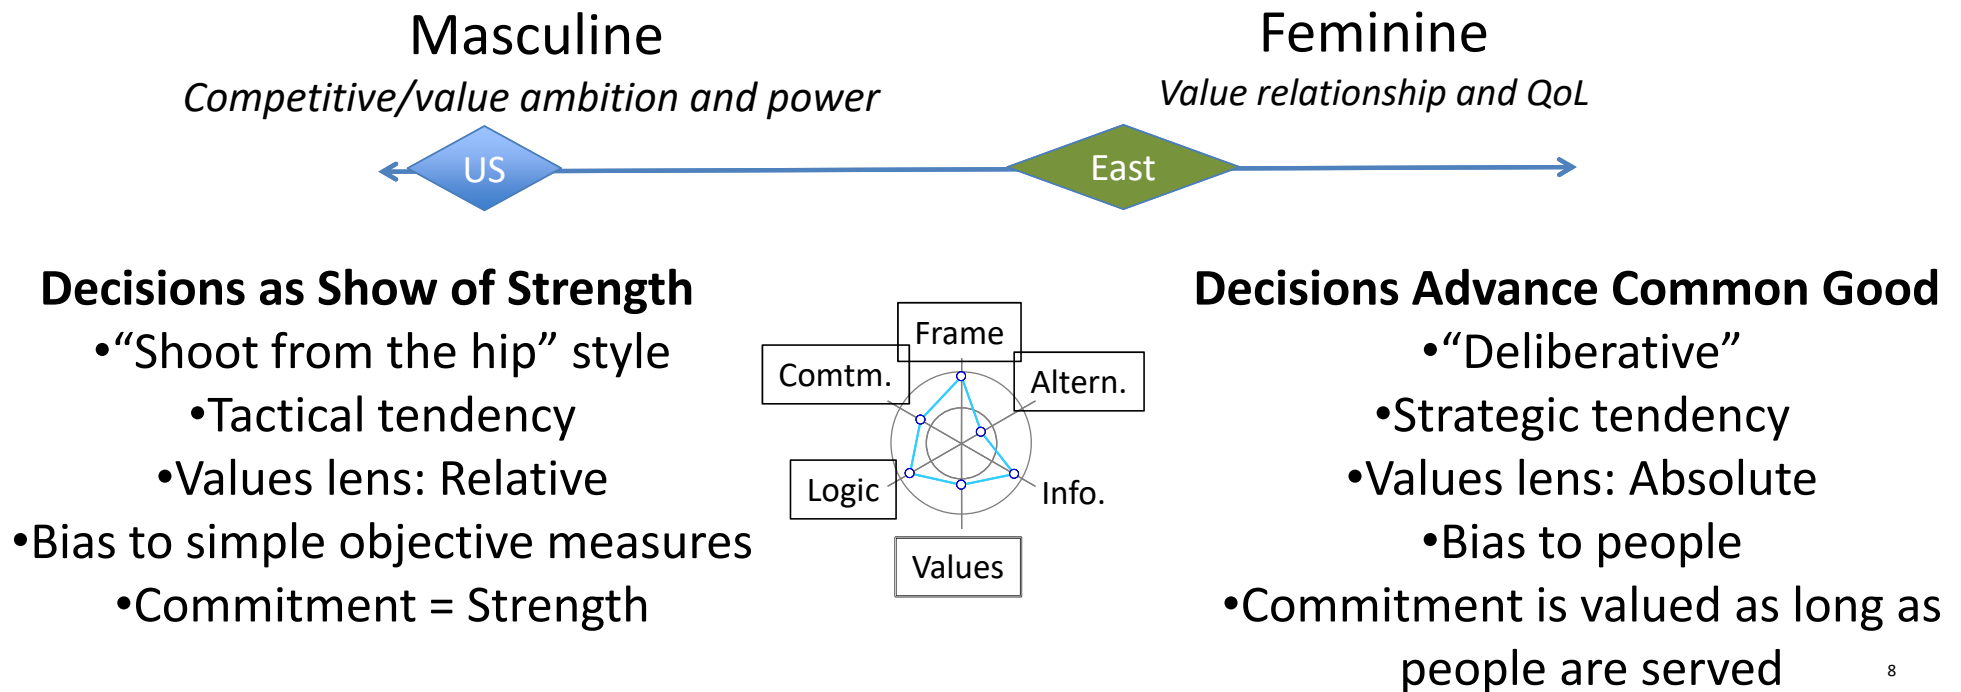 Masculine
Competitive/value ambition and power
Feminine
Value relationship and QoL
US
East
Decisions as Show of Strength
•“Shoot from the hip” style
•Tactical tendency
•Values lens: Relative
•Bias to simple objective measures
•Commitment = Strength
Frame
Comtm.
Altern.
Logic
Info.
Values
Decisions Advance Common Good
•“Deliberative”
•Strategic tendency
•Values lens: Absolute
•Bias to people
•Commitment is valued as long as
people are served
8